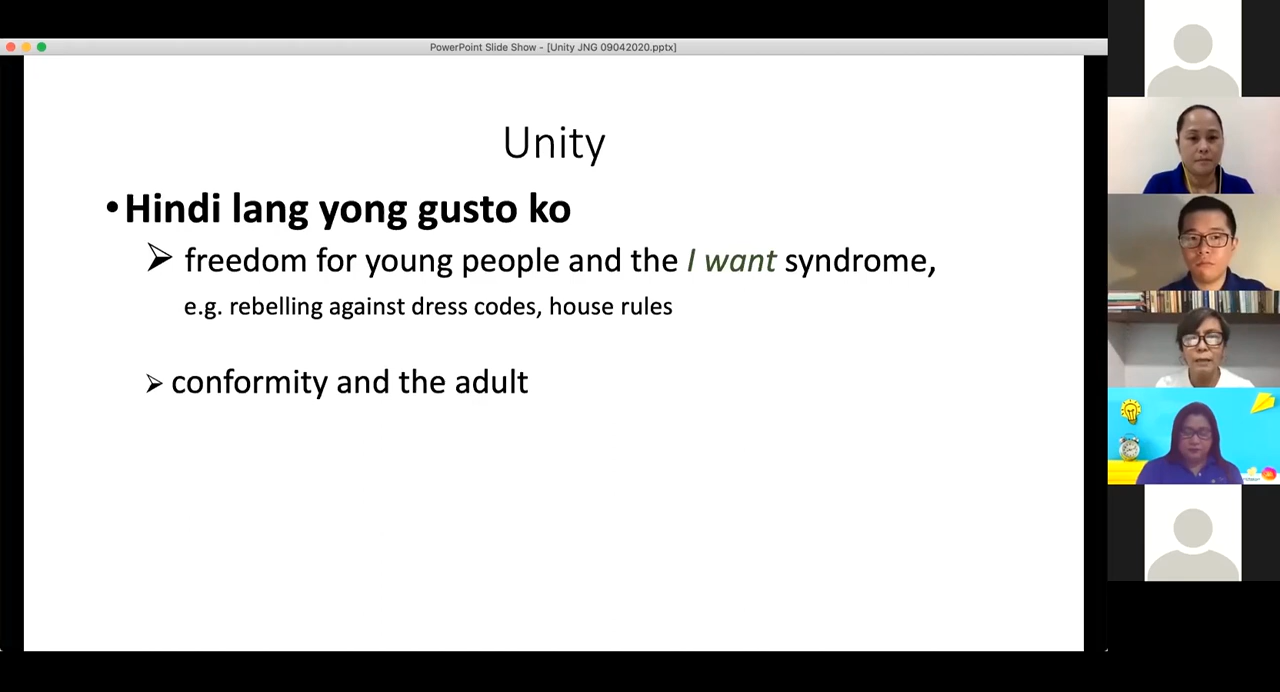 PowerPoint Slide Show - [Unity JNG 09042020.pptx]
Unity
•Hindi lang yong gusto ko
➢ freedom for young people and the I want syndrome,
e.g. rebelling against dress codes, house rules
➢ conformity and the adult